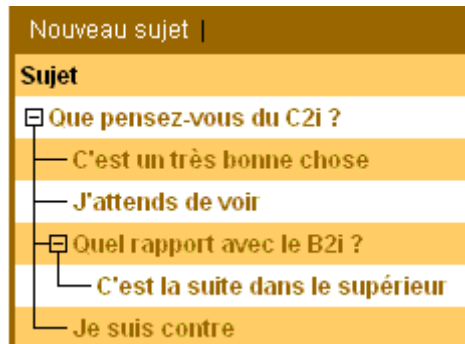 Nouveau sujet |
Sujet
Que pensez-vous du C2i ?
C'est un très bonne chose
J'attends de voir
Quel rapport avec le B2i ?
C'est la suite dans le supérieur
Je suis contre